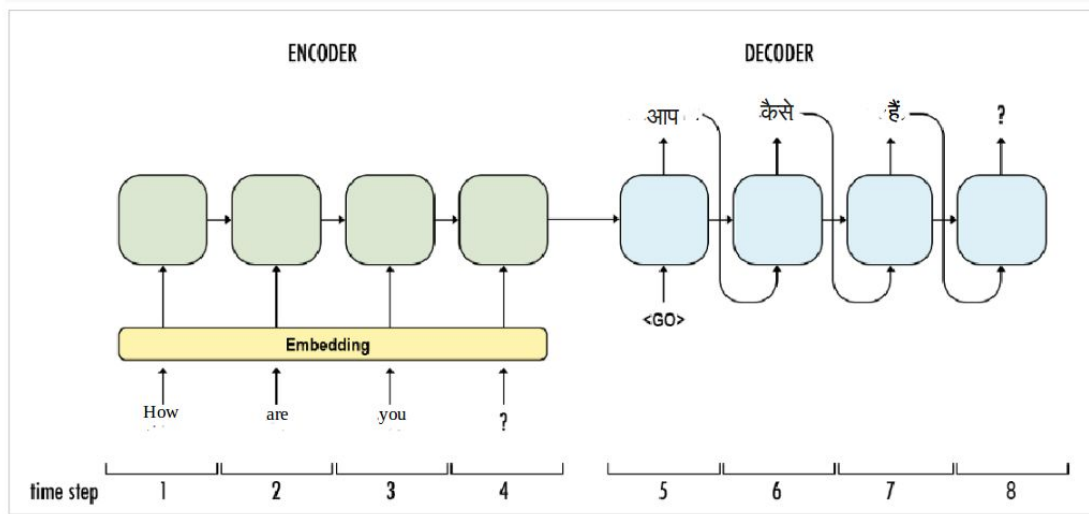 ENCODER DECODER
आप कैसे हैं ?
<GO>
Embedding
How are you ?
time step 1 2 3 4 5 6 7 8